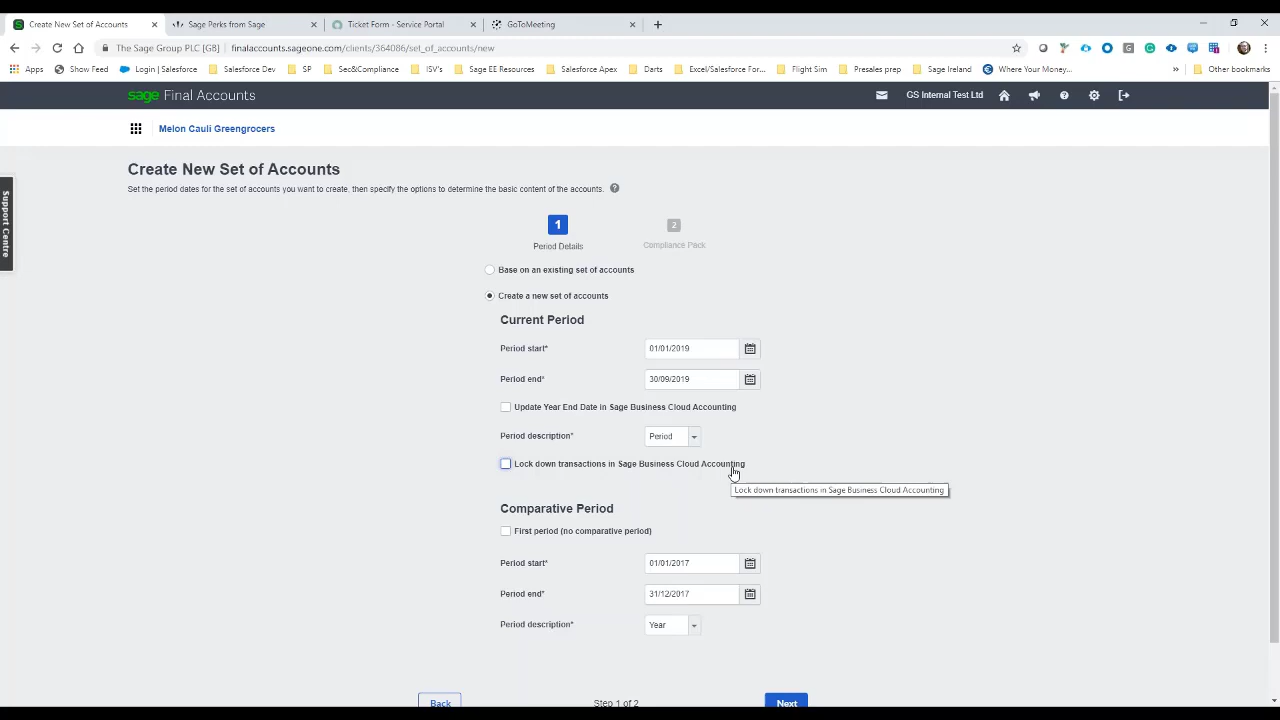 Create New Set of Accounts
Sage Perks from Sage
Ticket Form - Service Portal
GoToMeeting
The Sage Group PLC [GB]
finalaccounts.sageone.com/clients/364086/set_of_accounts/new
Apps
Show Feed
Login | Salesforce
Salesforce Dev
SP
Sec&Compliance
ISV's
Sage EE Resources
Salesforce Apex
Darts
Excel/Salesforce For...
Flight Sim
Presales prep
Sage Ireland
Where Your Money...
Other bookmarks
sage Final Accounts
GS Internal Test Ltd
Melon Cauli Greengrocers
Support Centre
Create New Set of Accounts
Set the period dates for the set of accounts you want to create, then specify the options to determine the basic content of the accounts.
1
2
Period Details
Compliance Pack
Base on an existing set of accounts
Create a new set of accounts
Current Period
Period start* 01/01/2019
Period end* 30/09/2019
Update Year End Date in Sage Business Cloud Accounting
Period description* Period
Lock down transactions in Sage Business Cloud Accounting
Lock down transactions in Sage Business Cloud Accounting
Comparative Period
First period (no comparative period)
Period start* 01/01/2017
Period end* 31/12/2017
Period description* Year
Back
Step 1 of 2
Next